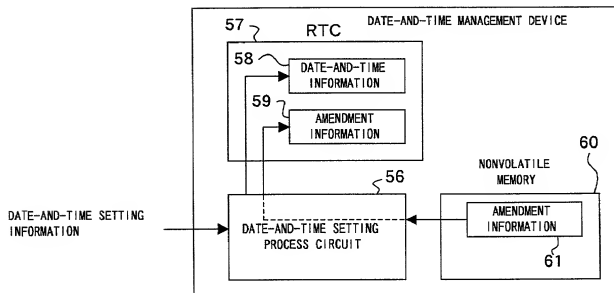 DATE-AND-TIME MANAGEMENT DEVICE
57
RTC
58
DATE-AND-TIME
INFORMATION
59
AMENDMENT
INFORMATION
56
60
NONVOLATILE
MEMORY
DATE-AND-TIME SETTING
INFORMATION
DATE-AND-TIME SETTING
PROCESS CIRCUIT
AMENDMENT
INFORMATION
61